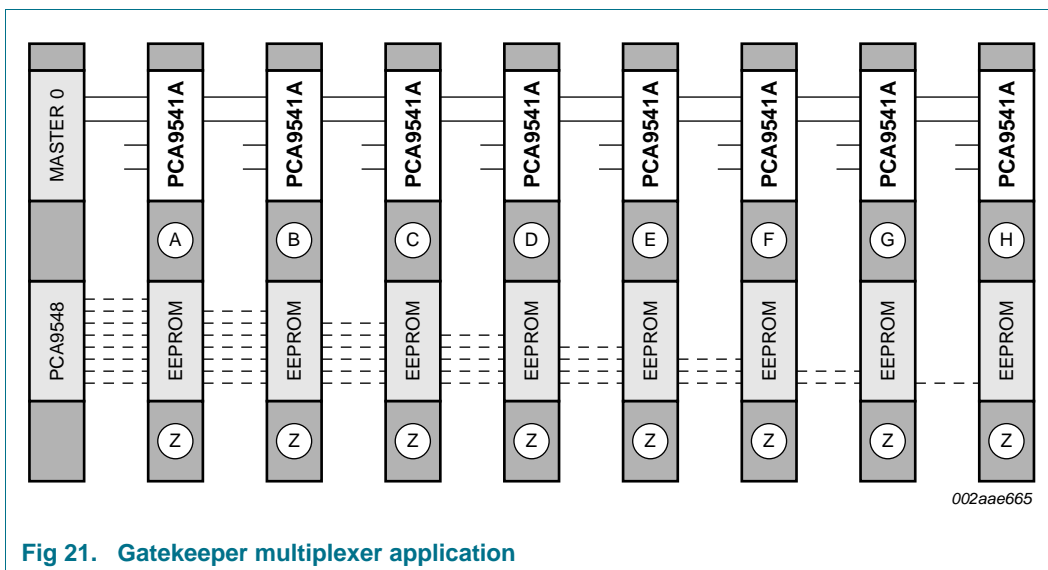 MASTER 0
PCA9541A
PCA9541A
PCA9541A
PCA9541A
PCA9541A
PCA9541A
PCA9541A
PCA9541A
A
B
C
D
E
F
G
H
PCA9548
EEPROM
EEPROM
EEPROM
EEPROM
EEPROM
EEPROM
EEPROM
EEPROM
Z
Z
Z
Z
Z
Z
Z
Z
002aae665
Fig 21. Gatekeeper multiplexer application